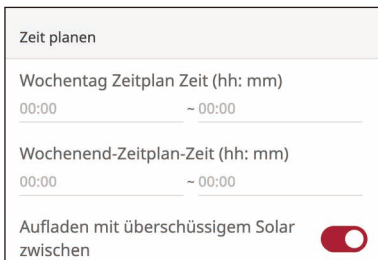 Zeit planen
Wochentag Zeitplan Zeit (hh: mm)
00:00 ~ 00:00
Wochenend-Zeitplan-Zeit (hh: mm)
00:00 ~ 00:00
Aufladen mit überschüssigem Solar
zwischen